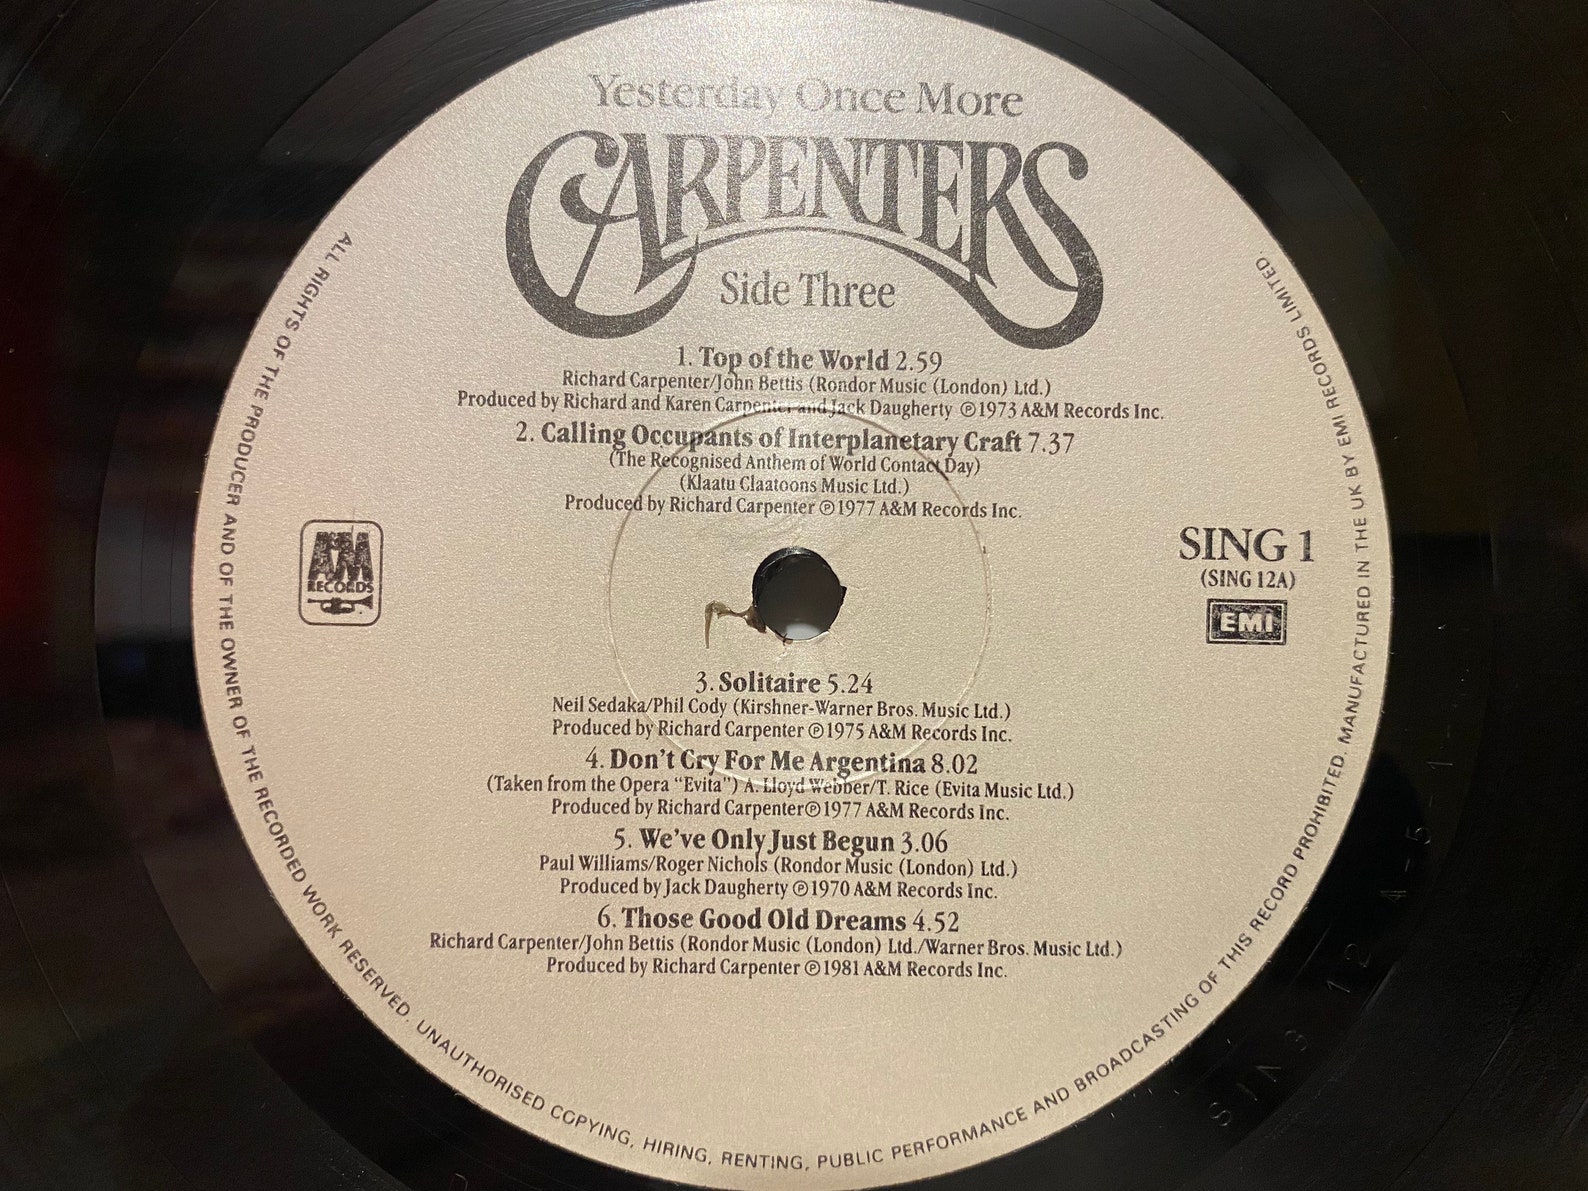 Yesterday Once More
CARPENTERS
Side Three
1. Top of the World 2.59
Richard Carpenter/John Bettis (Rondor Music (London) Ltd.)
Produced by Richard and Karen Carpenter and Jack Daugherty ℗1973 A&M Records Inc.
2. Calling Occupants of Interplanetary Craft 7.37
(The Recognised Anthem of World Contact Day)
(Klaatu Claatoons Music Ltd.)
Produced by Richard Carpenter ℗1977 A&M Records Inc.
A&M
RECORDS
SING 1
(SING 12A)
EMI
3. Solitaire 5.24
Neil Sedaka/Phil Cody (Kirshner-Warner Bros. Music Ltd.)
Produced by Richard Carpenter ℗1975 A&M Records Inc.
4. Don't Cry For Me Argentina 8.02
(Taken from the Opera "Evita") A. Lloyd Webber/T. Rice (Evita Music Ltd.)
Produced by Richard Carpenter℗1977 A&M Records Inc.
5. We've Only Just Begun 3.06
Paul Williams/Roger Nichols (Rondor Music (London) Ltd.)
Produced by Jack Daugherty ℗1970 A&M Records Inc.
6. Those Good Old Dreams 4.52
Richard Carpenter/John Bettis (Rondor Music (London) Ltd./Warner Bros. Music Ltd.)
Produced by Richard Carpenter ℗1981 A&M Records Inc.
ALL RIGHTS OF THE PRODUCER AND OF THE OWNER OF THE RECORDED WORK RESERVED. UNAUTHORISED COPYING, HIRING, RENTING, PUBLIC PERFORMANCE AND BROADCASTING OF THIS RECORD PROHIBITED. MANUFACTURED IN THE UK BY EMI RECORDS LIMITED.
SING 12 A-5-1-